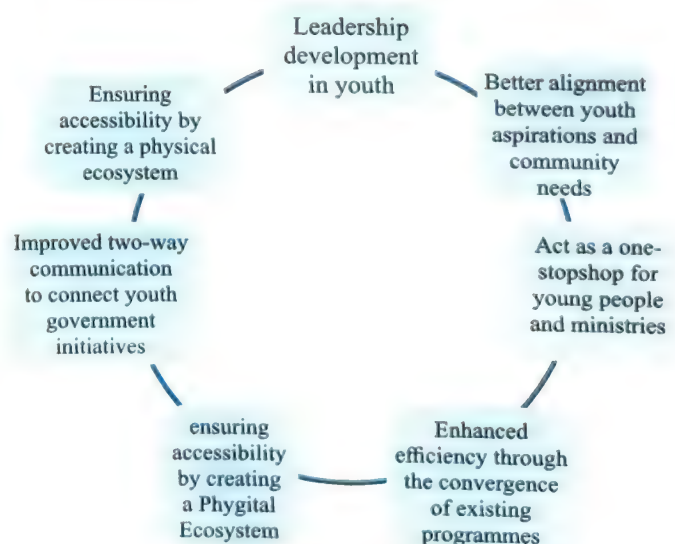 Leadership
development
in youth
Better alignment
between youth
aspirations and
community
needs
Act as a one-
stopshop for
young people
and ministries
Enhanced
efficiency through
the convergence
of existing
programmes
ensuring
accessibility
by creating
a Phygital
Ecosystem
Improved two-way
communication
to connect youth
government
initiatives
Ensuring
accessibility by
creating a physical
ecosystem